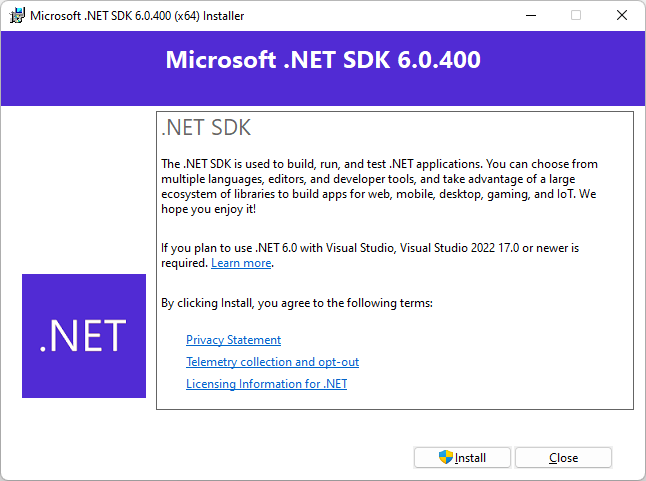 Microsoft .NET SDK 6.0.400 (x64) Installer
Microsoft .NET SDK 6.0.400
.NET SDK
The .NET SDK is used to build, run, and test .NET applications. You can choose from
multiple languages, editors, and developer tools, and take advantage of a large
ecosystem of libraries to build apps for web, mobile, desktop, gaming, and IoT. We
hope you enjoy it!
If you plan to use .NET 6.0 with Visual Studio, Visual Studio 2022 17.0 or newer is
required. Learn more.
By clicking Install, you agree to the following terms:
.NET
Privacy Statement
Telemetry collection and opt-out
Licensing Information for .NET
Install
Close